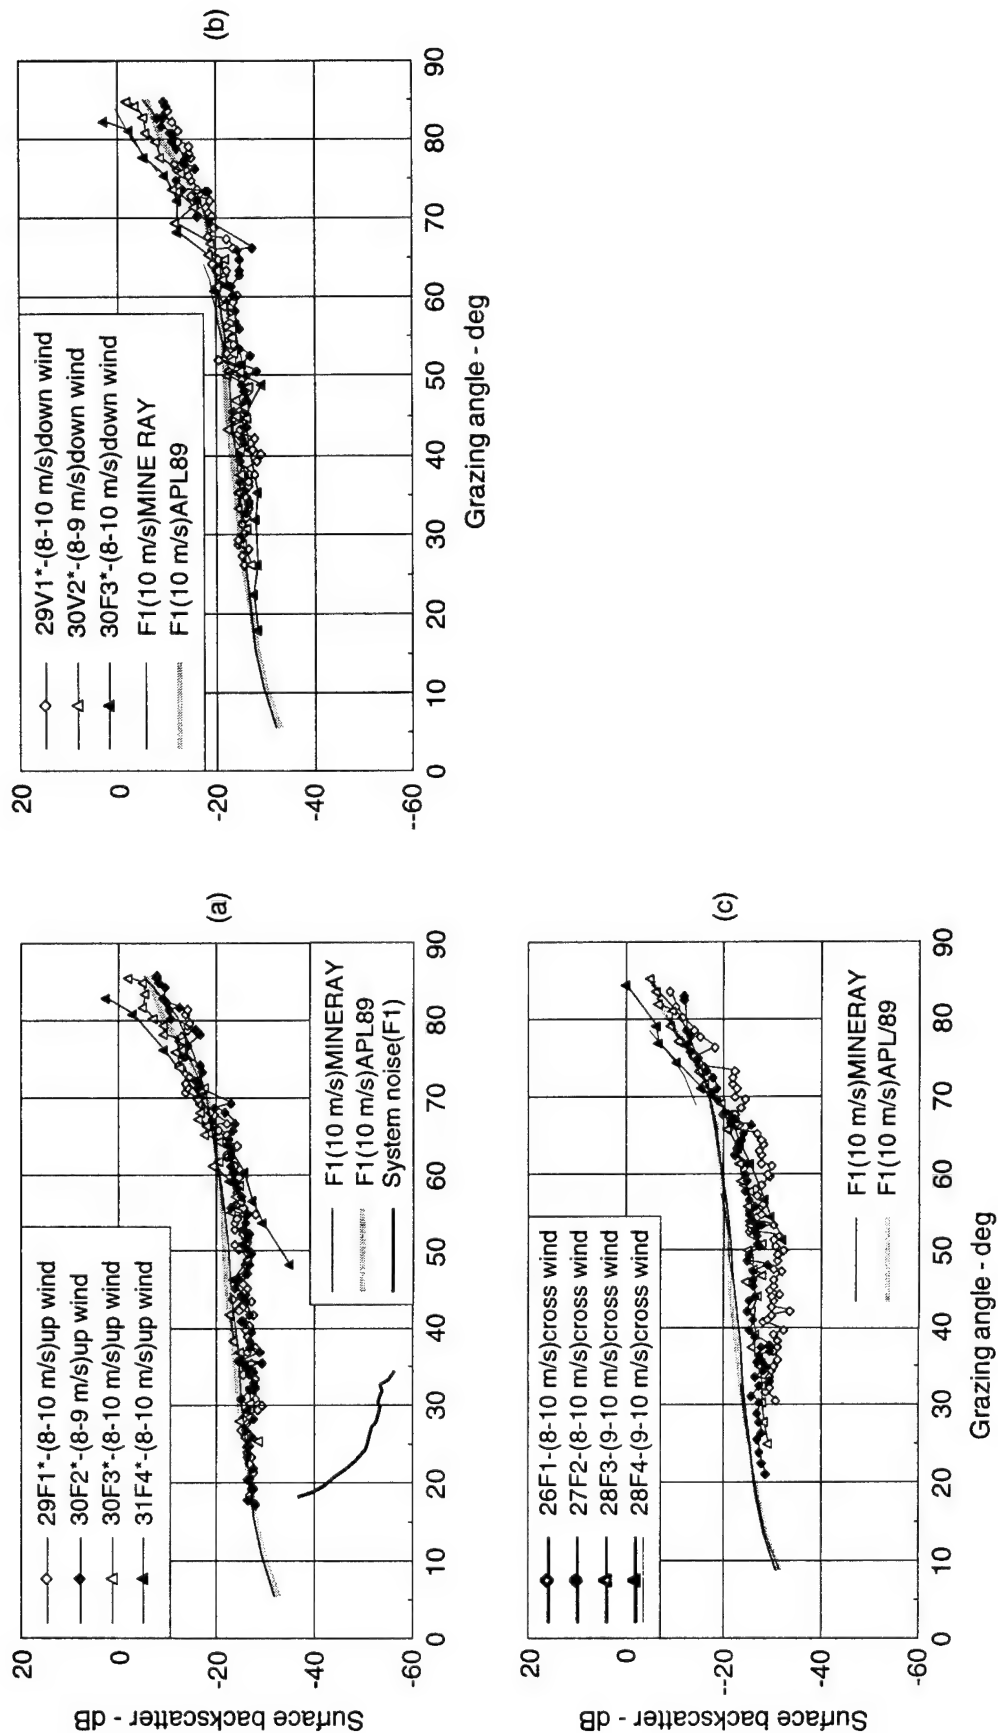 20
0
-20
-40
-60
Surface backscatter - dB
0
10
20
30
40
50
60
70
80
90
29F1*-(8-10 m/s)up wind
30F2*-(8-9 m/s)up wind
30F3*-(8-10 m/s)up wind
31F4*-(8-10 m/s)up wind
F1(10 m/s)MINERAY
F1(10 m/s)APL89
System noise(F1)
(a)
20
0
-20
-40
--60
0
10
20
30
40
50
60
70
80
90
Grazing angle - deg
29V1*-(8-10 m/s)down wind
30V2*-(8-9 m/s)down wind
30F3*-(8-10 m/s)down wind
F1(10 m/s)MINE RAY
F1(10 m/s)APL89
(b)
20
0
-20
-40
-60
Surface backscatter - dB
0
10
20
30
40
50
60
70
80
90
Grazing angle - deg
26F1-(8-10 m/s)cross wind
27F2-(8-10 m/s)cross wind
28F3-(9-10 m/s)cross wind
28F4-(9-10 m/s)cross wind
F1(10 m/s)MINERAY
F1(10 m/s)APL/89
(c)